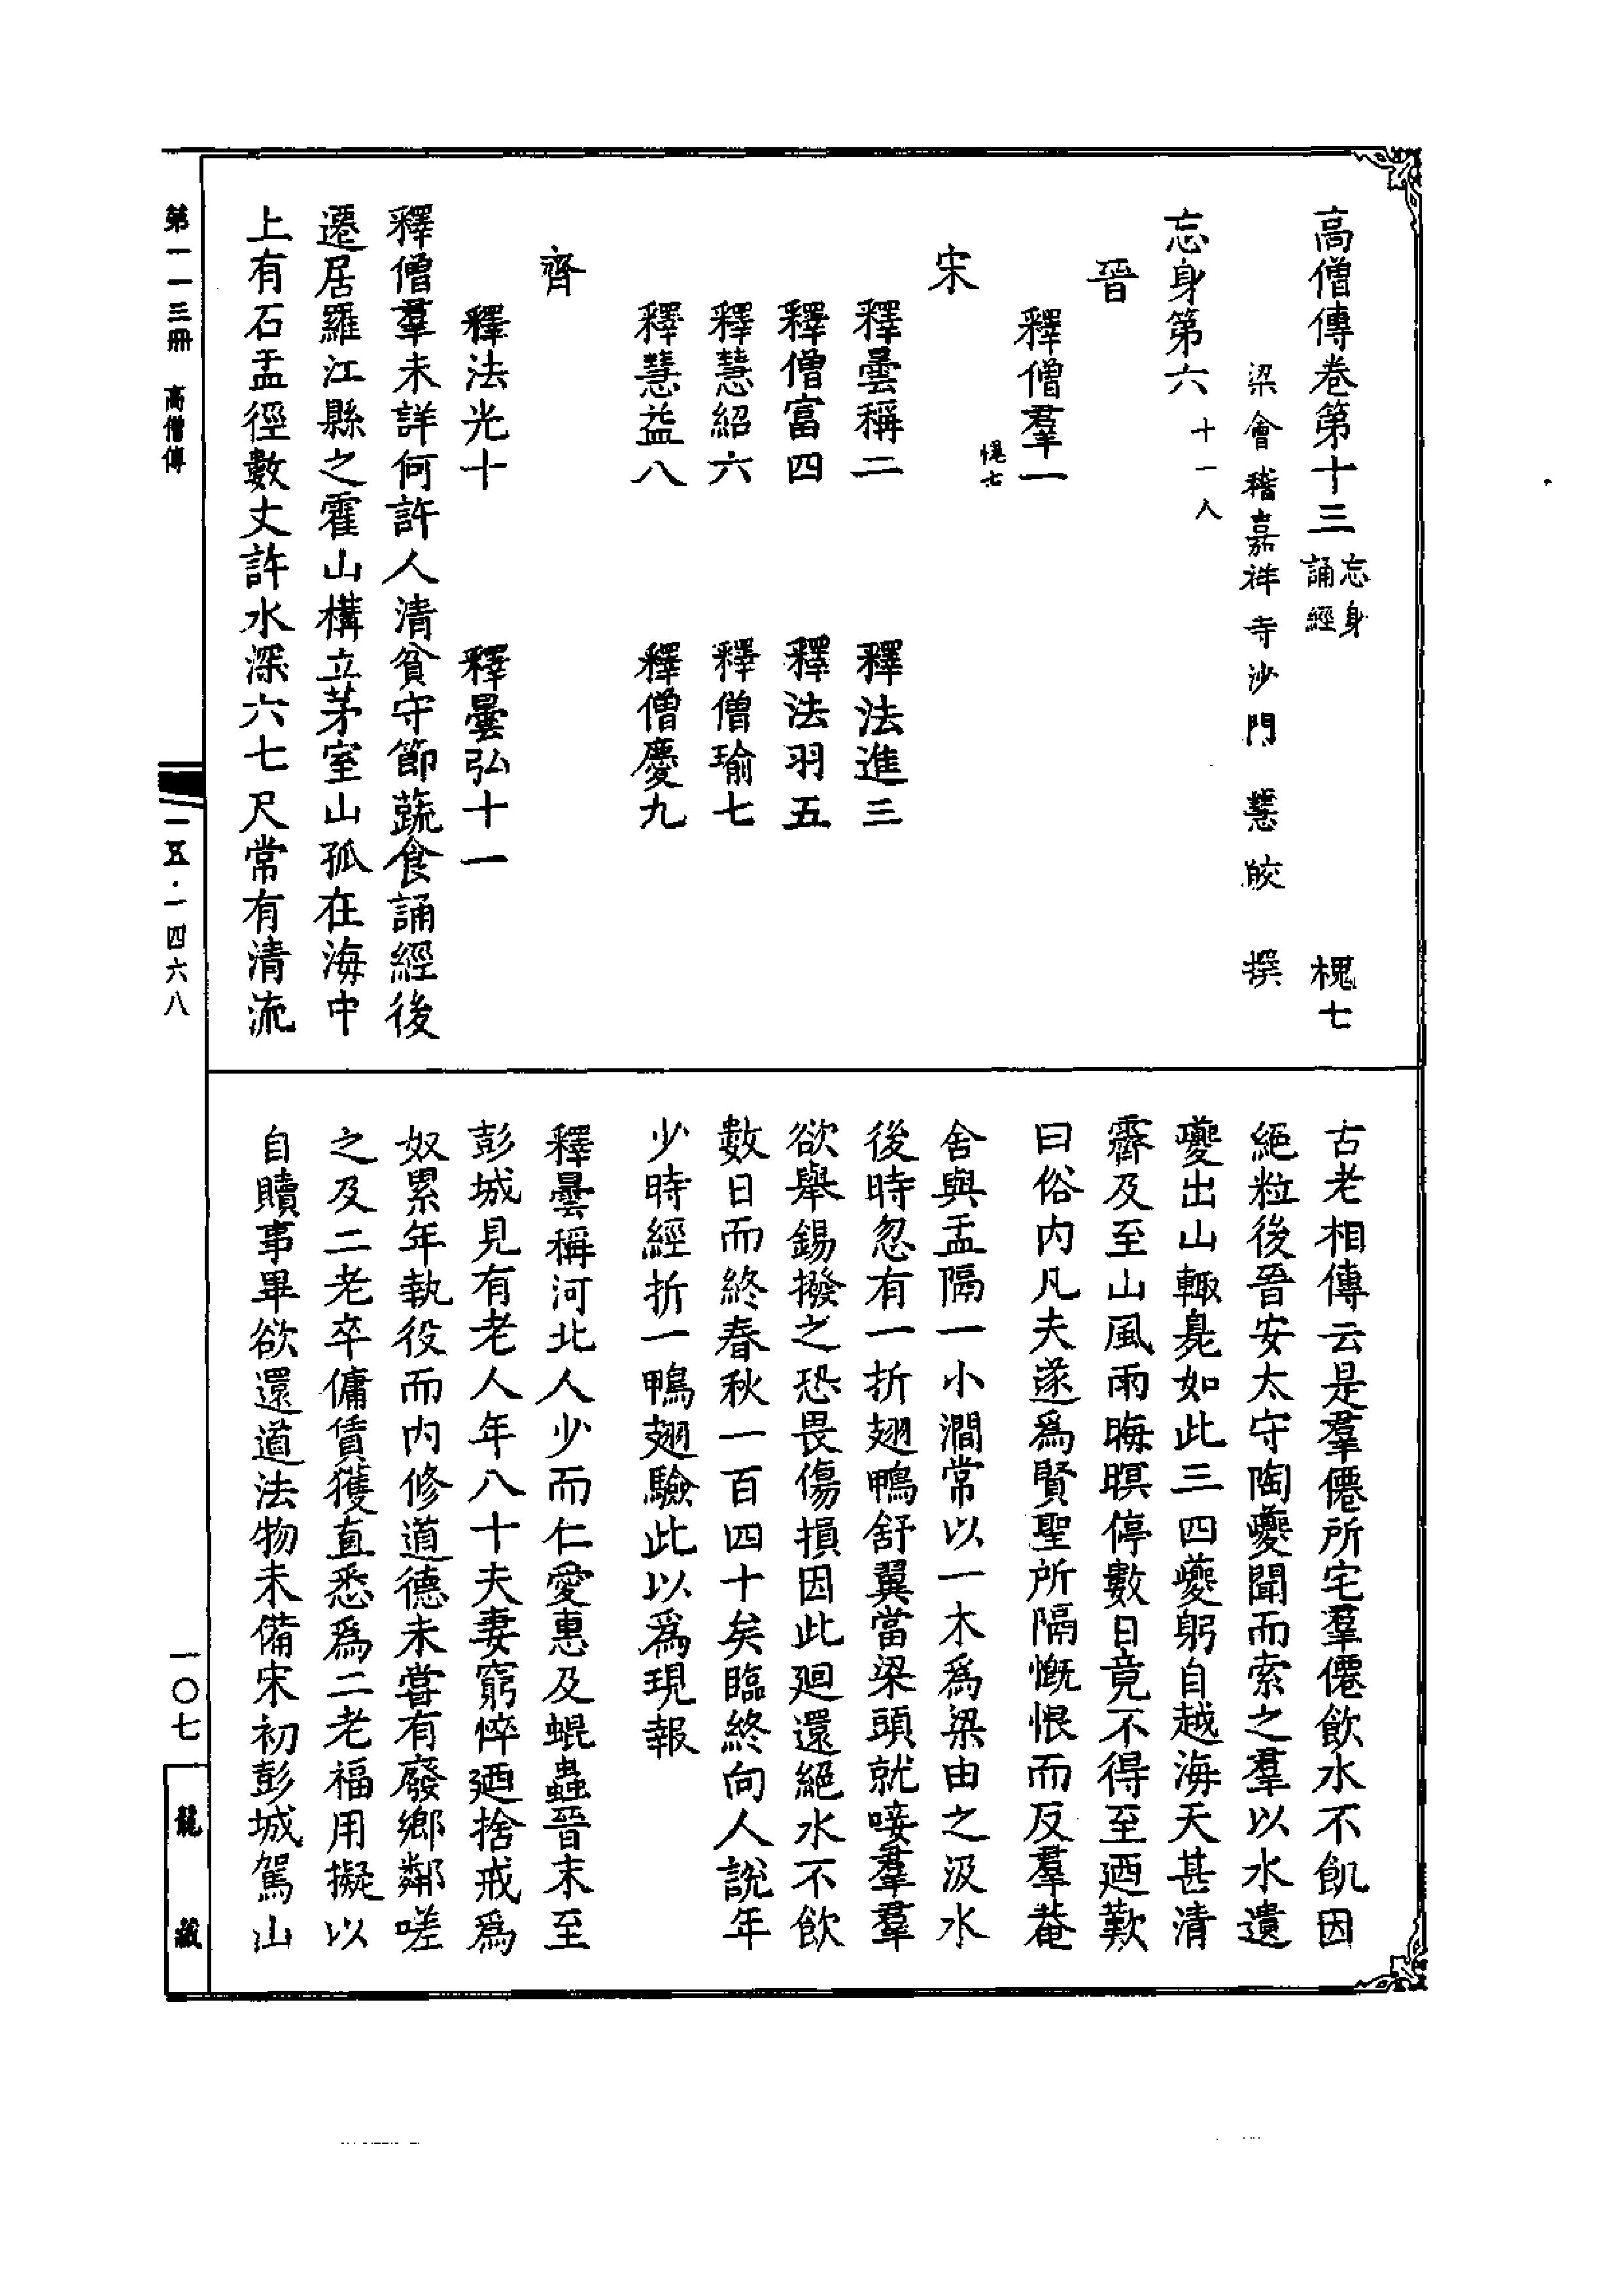 高僧傳卷第十三 忘身 誦經 槐七
梁會稽嘉祥寺沙門 慧皎 撰
忘身第六 十一人
晉
釋僧羣一
槐七
宋
釋曇稱二 釋法進三
釋僧富四 釋法羽五
釋慧紹六 釋僧瑜七
釋慧益八 釋僧慶九
齊
釋法光十 釋曇弘十一
釋僧羣未詳何許人清貧守節蔬食誦經後
遷居羅江縣之霍山構立茅室山孤在海中
上有石盂徑數丈許水深六七尺常有清流
古老相傳云是羣僊所宅羣僊飲水不飢因
絕粒後晉安太守陶夔聞而索之羣以水遺
夔出山輙臰如此三四夔躬自越海天甚清
霽及至山風雨晦暝停數日竟不得至廼歎
曰俗内凡夫遂爲賢聖所隔慨恨而反羣菴
舍與盂隔一小澗常以一木爲梁由之汲水
後時忽有一折翅鴨舒翼當梁頭就唼羣羣
欲舉錫撥之恐畏傷損因此廻還絕水不飲
數日而終春秋一百四十矣臨終向人說年
少時經折一鴨翅驗此以爲現報
釋曇稱河北人少而仁愛惠及蜫蟲晉末至
彭城見有老人年八十夫妻窮悴廼捨戒爲
奴累年執役而内修道德未嘗有廢鄉鄰嗟
之及二老卒傭賃獲直悉爲二老福用擬以
自贖事畢欲還道法物未備宋初彭城駕山
第一一三冊 高僧傳
一五·一四六八
一〇七
龍藏